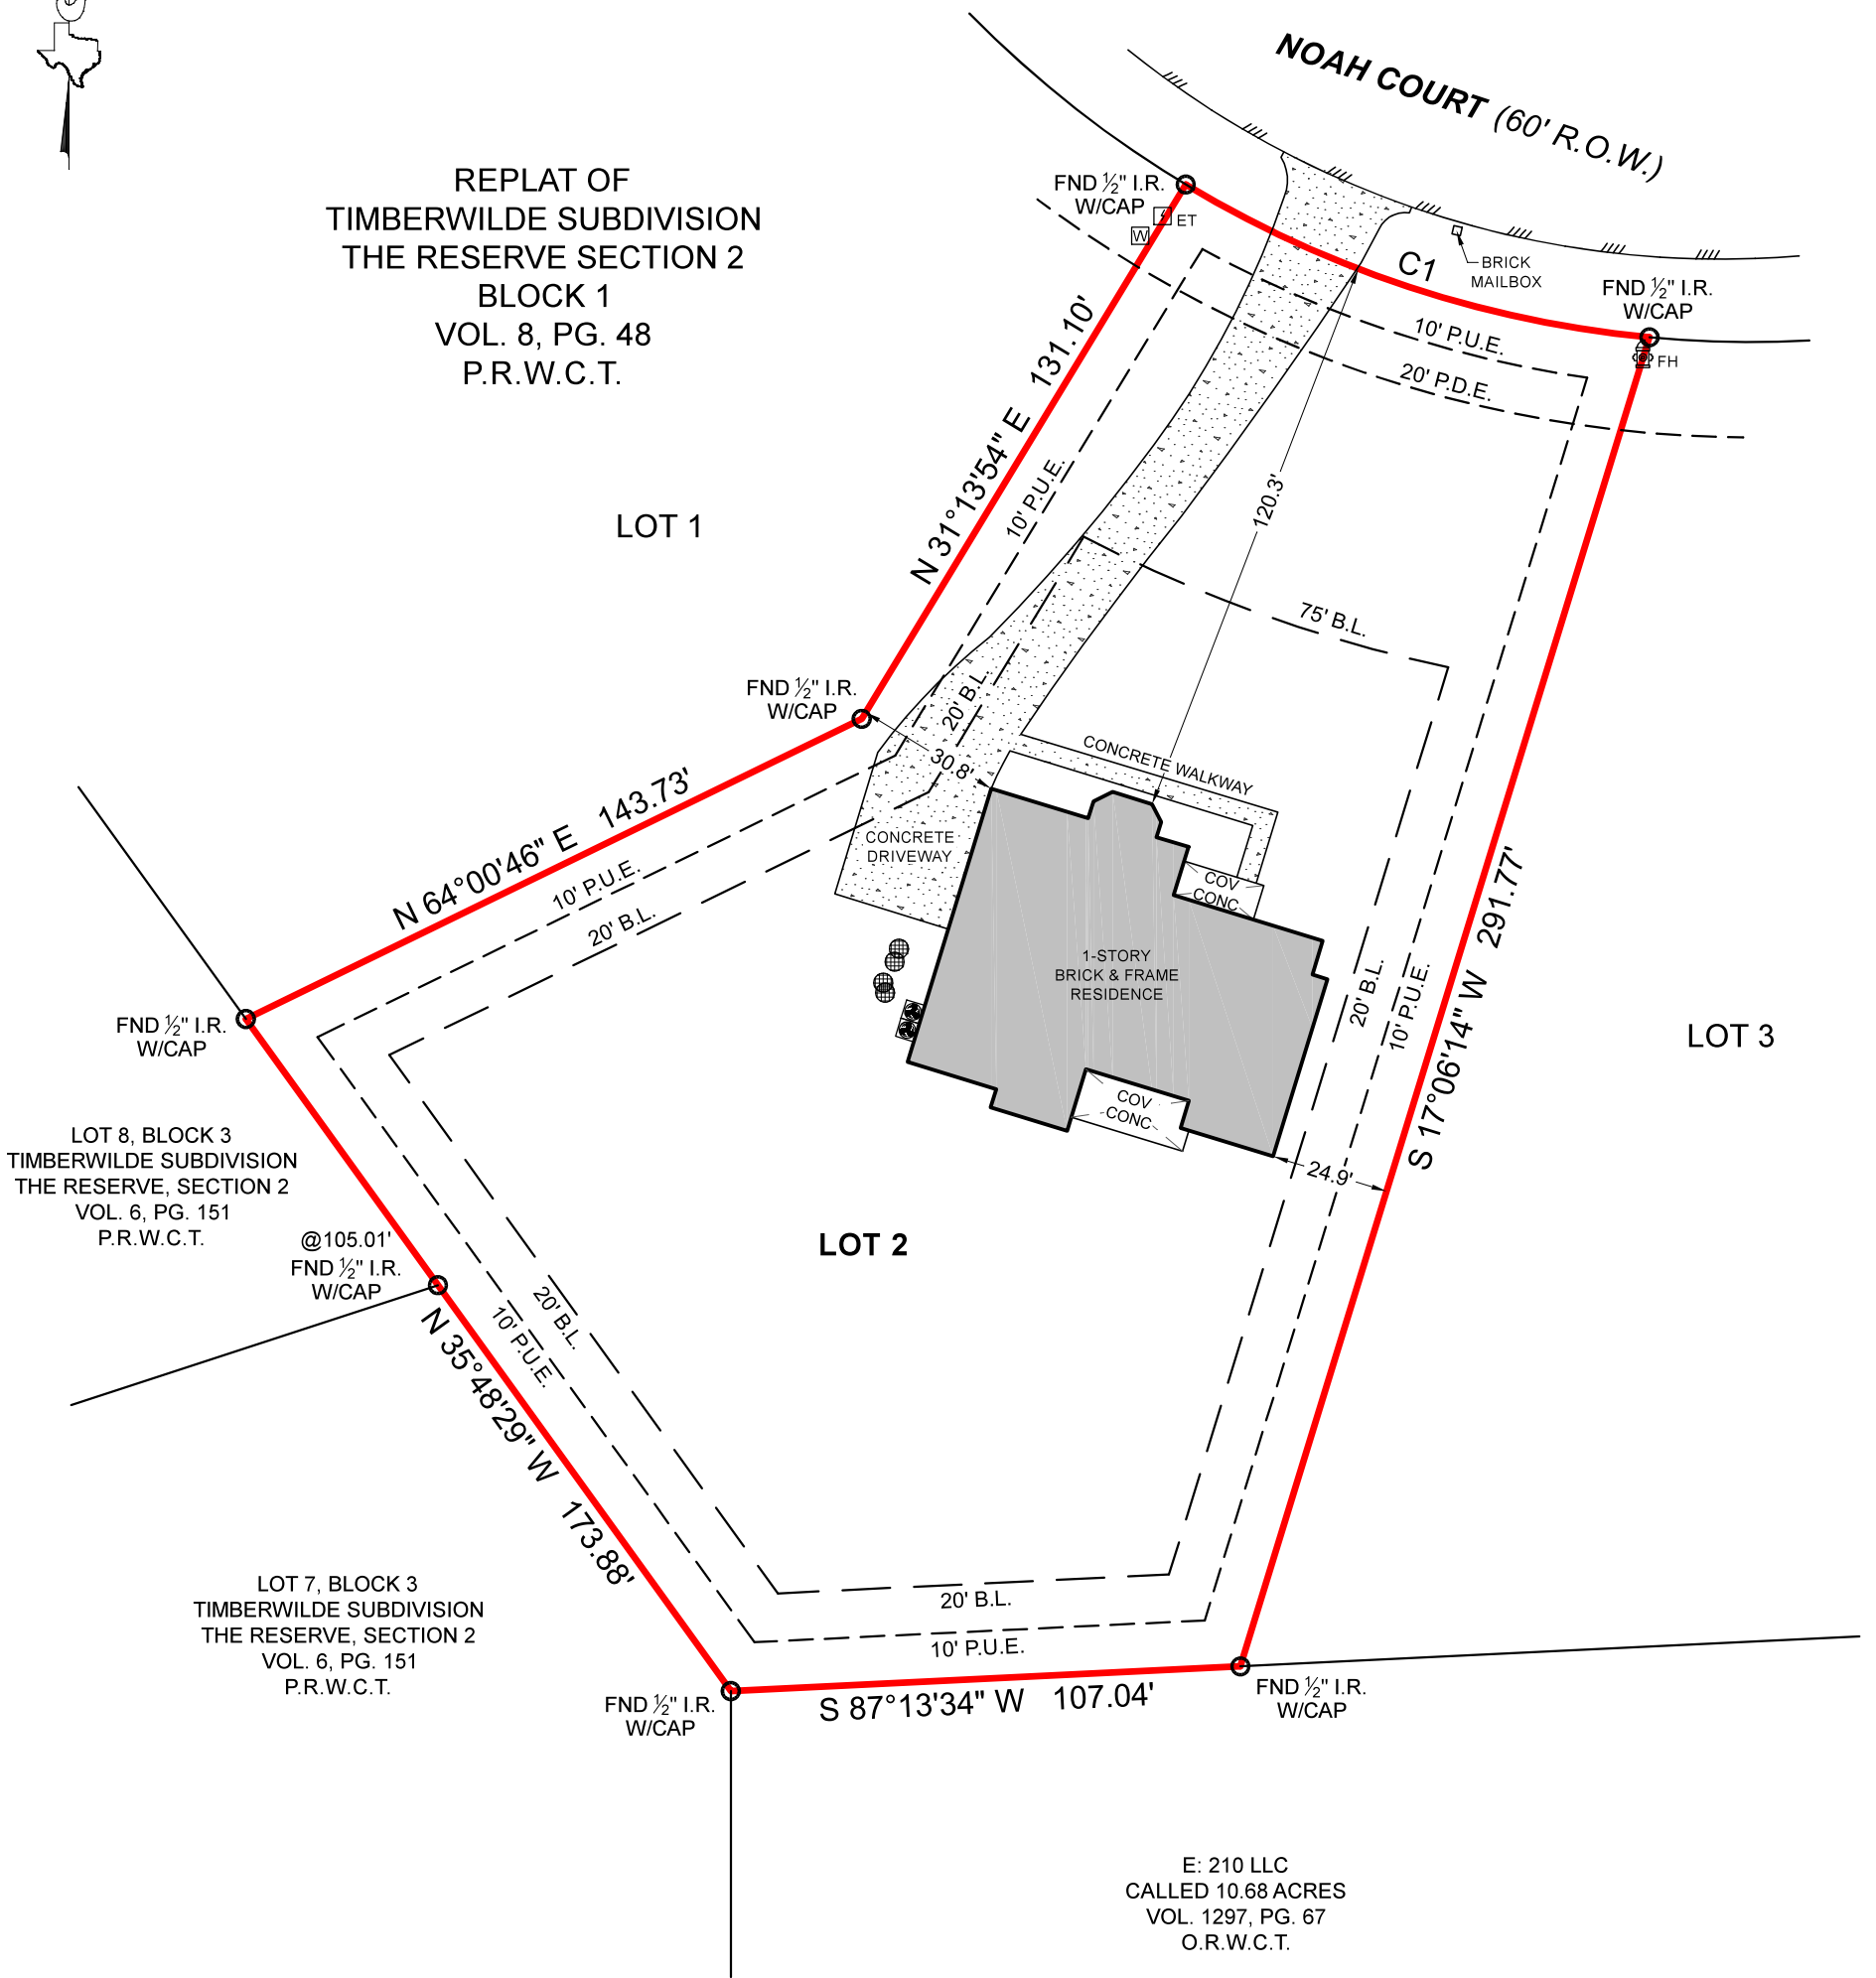 NOAH COURT (60' R.O.W.)
REPLAT OF
TIMBERWILDE SUBDIVISION
THE RESERVE SECTION 2
BLOCK 1
VOL. 8, PG. 48
P.R.W.C.T.
FND ½" I.R.
W/CAP
ET
W
C1
BRICK
MAILBOX
FND ½" I.R.
W/CAP
FH
10' P.U.E.
20' P.D.E.
N 31°13'54" E 131.10'
10' P.U.E.
120.3'
LOT 1
75' B.L.
FND ½" I.R.
W/CAP
20' B.L.
30.8'
CONCRETE WALKWAY
N 64°00'46" E 143.73'
10' P.U.E.
20' B.L.
CONCRETE
DRIVEWAY
COV
CONC
1-STORY
BRICK & FRAME
RESIDENCE
S 17°06'14" W 291.77'
20' B.L.
10' P.U.E.
LOT 3
FND ½" I.R.
W/CAP
COV
CONC
24.9'
LOT 8, BLOCK 3
TIMBERWILDE SUBDIVISION
THE RESERVE, SECTION 2
VOL. 6, PG. 151
P.R.W.C.T.
@105.01'
FND ½" I.R.
W/CAP
LOT 2
20' B.L.
10' P.U.E.
N 35°48'29" W 173.88'
LOT 7, BLOCK 3
TIMBERWILDE SUBDIVISION
THE RESERVE, SECTION 2
VOL. 6, PG. 151
P.R.W.C.T.
20' B.L.
10' P.U.E.
FND ½" I.R.
W/CAP
S 87°13'34" W 107.04'
FND ½" I.R.
W/CAP
E: 210 LLC
CALLED 10.68 ACRES
VOL. 1297, PG. 67
O.R.W.C.T.